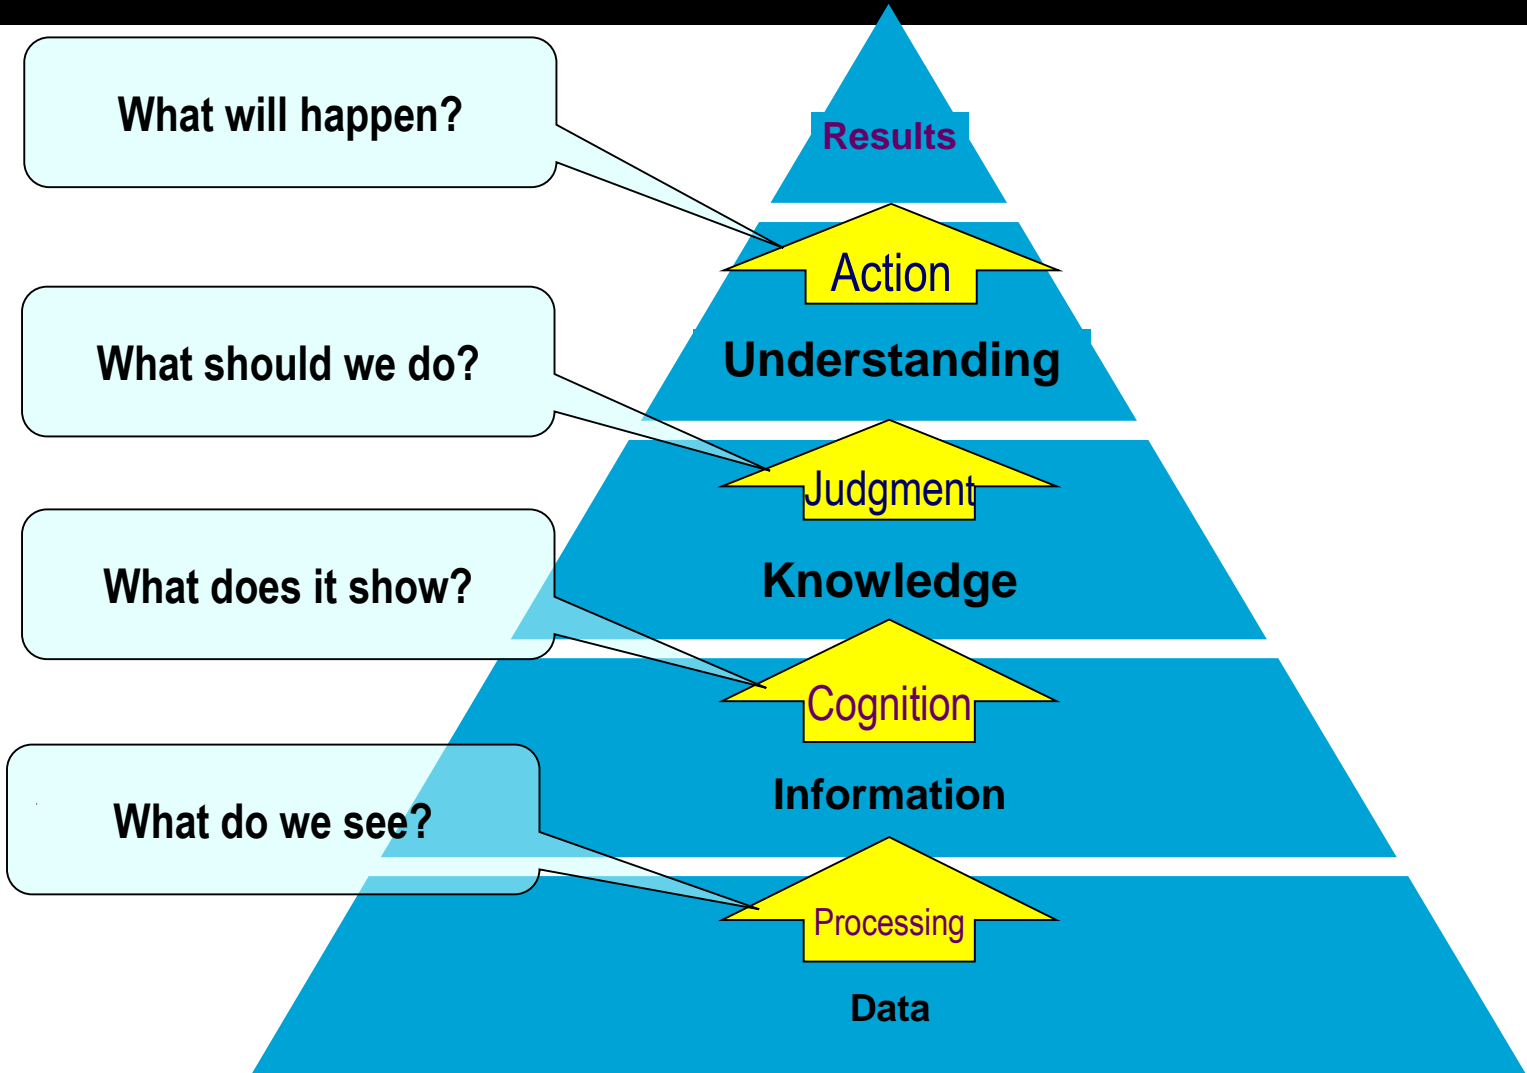 What will happen?
Results
Action
What should we do?
Understanding
Judgment
Knowledge
What does it show?
Cognition
Information
What do we see?
Processing
Data